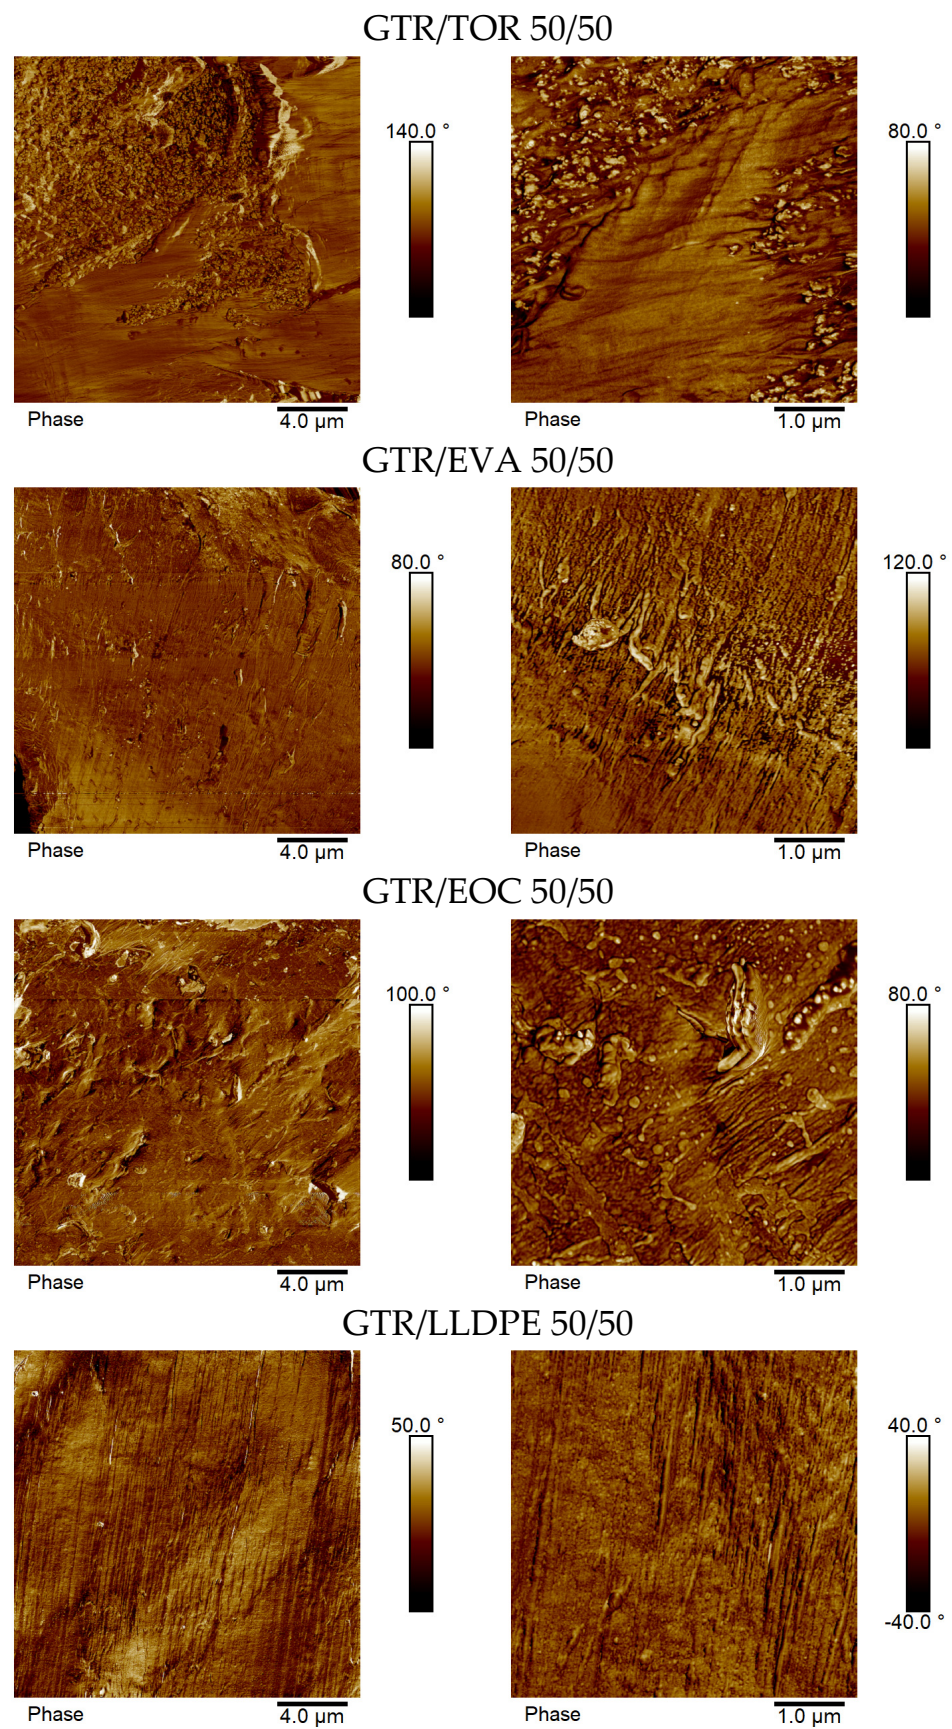 GTR/TOR 50/50
140.0 °
80.0 °
Phase
4.0 µm
Phase
1.0 µm
GTR/EVA 50/50
80.0 °
120.0 °
Phase
4.0 µm
Phase
1.0 µm
GTR/EOC 50/50
100.0 °
80.0 °
Phase
4.0 µm
Phase
1.0 µm
GTR/LLDPE 50/50
50.0 °
40.0 °
-40.0 °
Phase
4.0 µm
Phase
1.0 µm